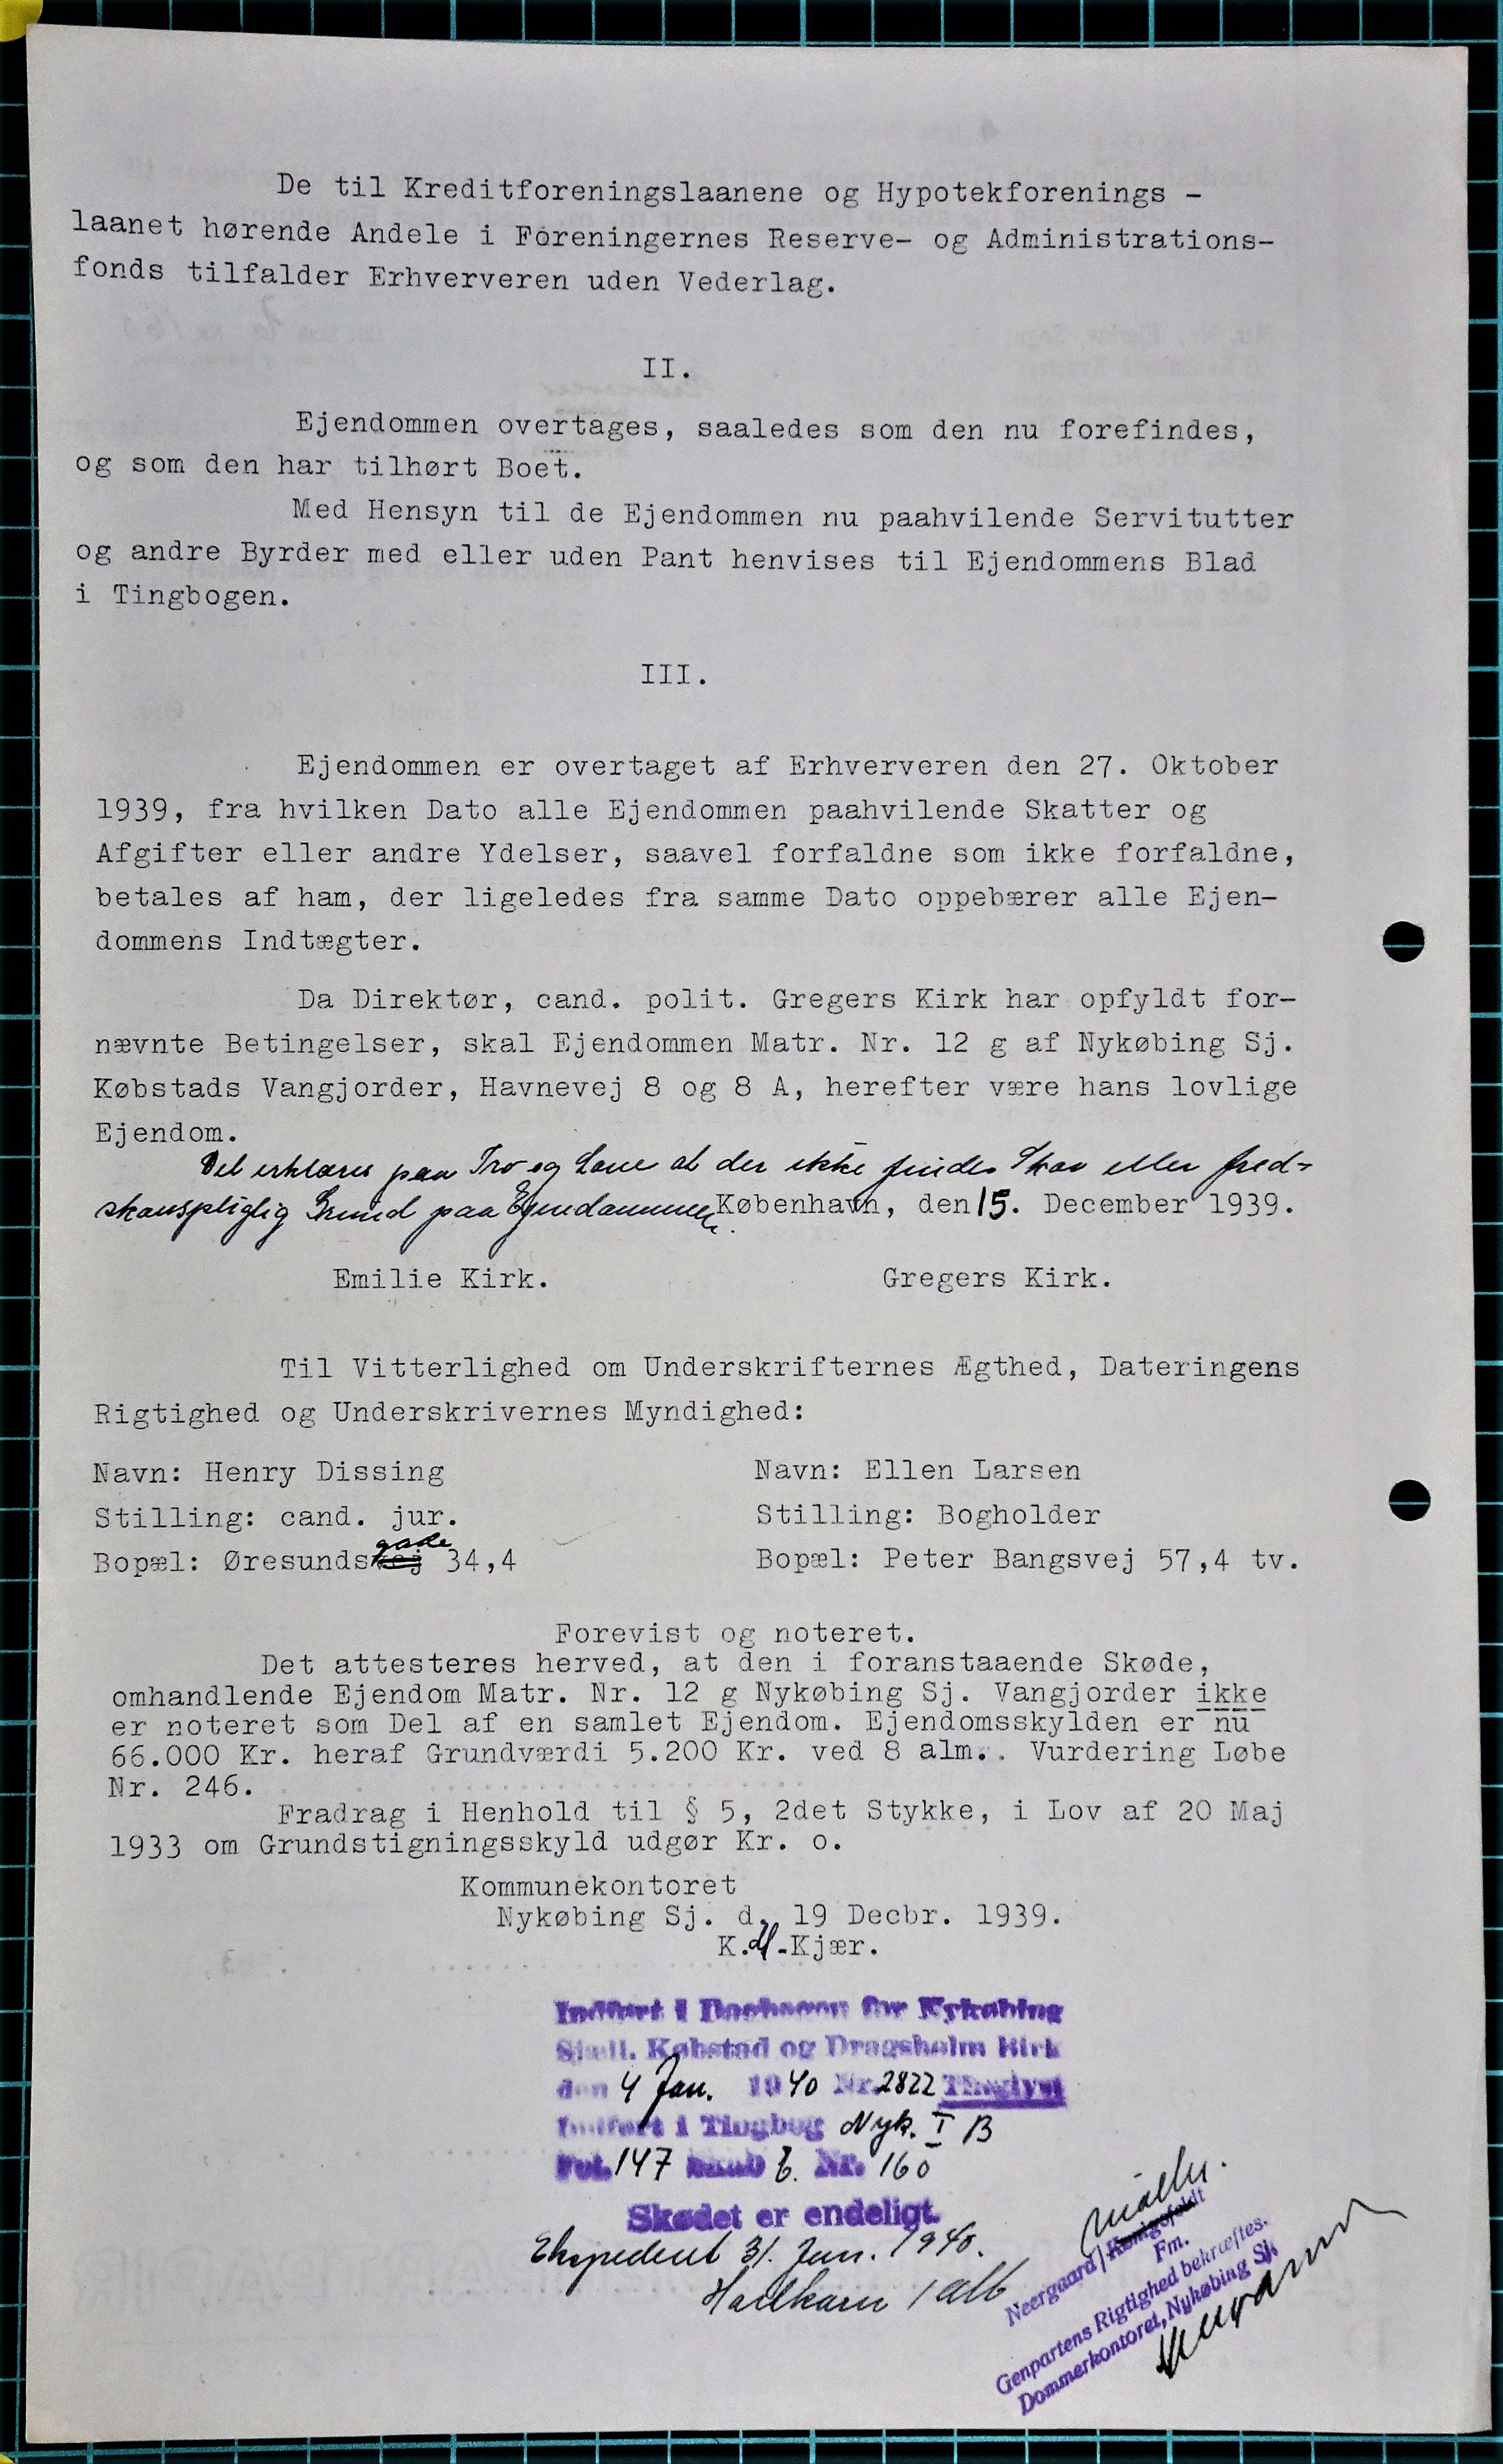 De til Kreditforeningslaanene og Hypotekforenings -
laanet hørende Andele i Foreningernes Reserve- og Administrations-
fonds tilfalder Erhververen uden Vederlag.
II.
Ejendommen overtages, saaledes som den nu forefindes,
og som den har tilhørt Boet.
Med Hensyn til de Ejendommen nu paahvilende Servitutter
og andre Byrder med eller uden Pant henvises til Ejendommens Blad
i Tingbogen.
III.
Ejendommen er overtaget af Erhververen den 27. Oktober
1939, fra hvilken Dato alle Ejendommen paahvilende Skatter og
Afgifter eller andre Ydelser, saavel forfaldne som ikke forfaldne,
betales af ham, der ligeledes fra samme Dato oppebærer alle Ejen-
dommens Indtægter.
Da Direktør, cand. polit. Gregers Kirk har opfyldt for-
nævnte Betingelser, skal Ejendommen Matr. Nr. 12 g af Nykøbing Sj.
Købstads Vangjorder, Havnevej 8 og 8 A, herefter være hans lovlige
Ejendom.
Det erklæres paa Tro og Love at der ikke findes Skov eller fred-
skovspligtig Grund paa Ejendommen.
København, den 15. December 1939.
Emilie Kirk. Gregers Kirk.
Til Vitterlighed om Underskrifternes Ægthed, Dateringens
Rigtighed og Underskrivernes Myndighed:
Navn: Henry Dissing Navn: Ellen Larsen
Stilling: cand. jur. Stilling: Bogholder
gade
Bopæl: Øresundsvej 34,4 Bopæl: Peter Bangsvej 57,4 tv.
Forevist og noteret.
Det attesteres herved, at den i foranstaaende Skøde,
omhandlende Ejendom Matr. Nr. 12 g Nykøbing Sj. Vangjorder ikke
er noteret som Del af en samlet Ejendom. Ejendomsskylden er nu
66.000 Kr. heraf Grundværdi 5.200 Kr. ved 8 alm.. Vurdering Løbe
Nr. 246.
Fradrag i Henhold til § 5, 2det Stykke, i Lov af 20 Maj
1933 om Grundstigningsskyld udgør Kr. o.
Kommunekontoret
Nykøbing Sj. d. 19 Decbr. 1939.
K. Kjær.
Indført i Dagbogen for Nykøbing
Sjæll. Købstad og Dragsholm Birk
den 4 Jan. 1940 Nr. 2822 Tinglyst
Indført i Tingbog Nyk. I B
Fol. 147 Akt: Skab Nr. 160
Skødet er endeligt.
Ekspederet 31. Jan. 1940.
Møller.
Neergaard / Königsfeldt
Fm.
Genpartens Rigtighed bekræftes.
Dommerkontoret, Nykøbing Sj.